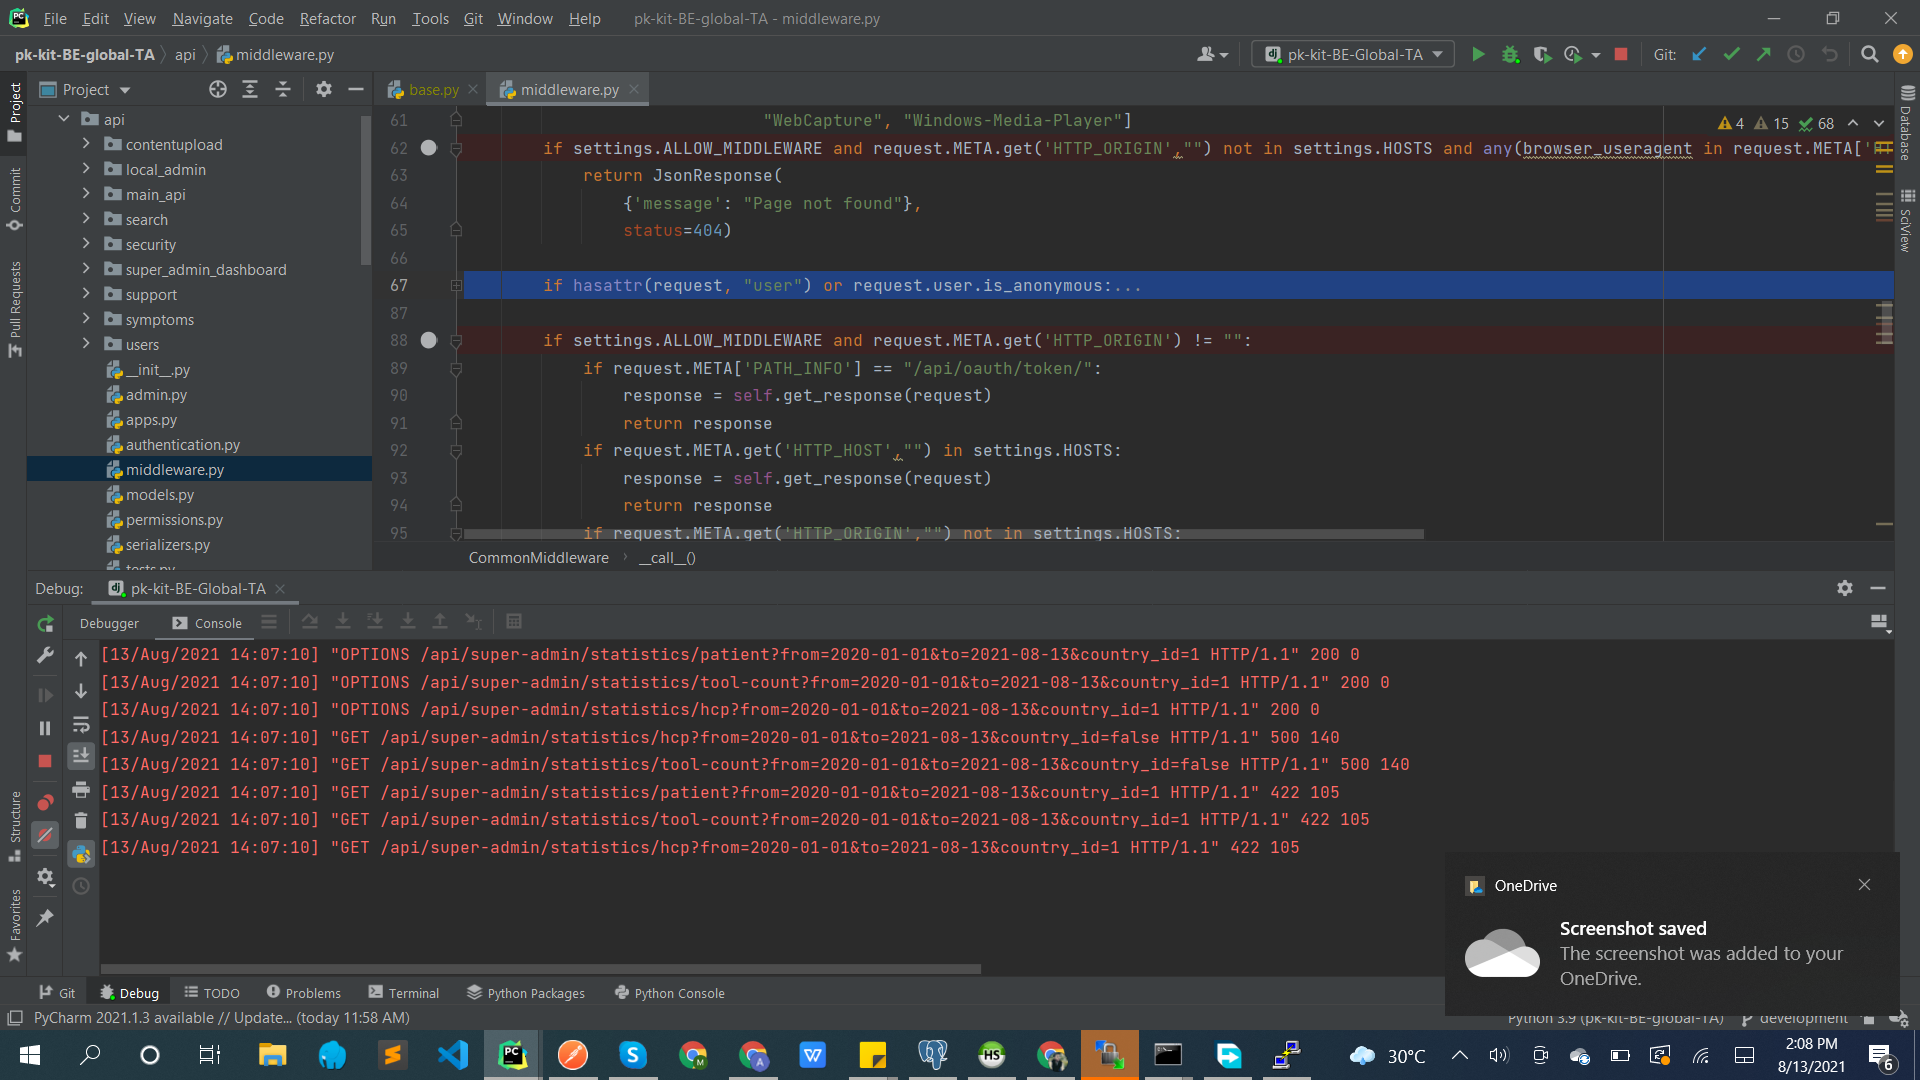 File Edit View Navigate Code Refactor Run Tools Git Window Help pk-kit-BE-global-TA - middleware.py
pk-kit-BE-global-TA api middleware.py pk-kit-BE-Global-TA Git:
Project
base.py middleware.py
api
contentupload
local_admin
main_api
search
security
super_admin_dashboard
support
symptoms
users
__init__.py
admin.py
apps.py
authentication.py
middleware.py
models.py
permissions.py
serializers.py
tests.py
4 15 68
61 "WebCapture", "Windows-Media-Player"]
62 if settings.ALLOW_MIDDLEWARE and request.META.get('HTTP_ORIGIN',"") not in settings.HOSTS and any(browser_useragent in request.META['
63 return JsonResponse(
64 {'message': "Page not found"},
65 status=404)
66
67 if hasattr(request, "user") or request.user.is_anonymous:...
87
88 if settings.ALLOW_MIDDLEWARE and request.META.get('HTTP_ORIGIN') != "":
89 if request.META['PATH_INFO'] == "/api/oauth/token/":
90 response = self.get_response(request)
91 return response
92 if request.META.get('HTTP_HOST',"") in settings.HOSTS:
93 response = self.get_response(request)
94 return response
95 if request.META.get('HTTP_ORIGIN',"") not in settings.HOSTS:
CommonMiddleware __call__()
Project
Commit
Pull Requests
Structure
Favorites
Database
SciView
Debug: pk-kit-BE-Global-TA
Debugger Console
[13/Aug/2021 14:07:10] "OPTIONS /api/super-admin/statistics/patient?from=2020-01-01&to=2021-08-13&country_id=1 HTTP/1.1" 200 0
[13/Aug/2021 14:07:10] "OPTIONS /api/super-admin/statistics/tool-count?from=2020-01-01&to=2021-08-13&country_id=1 HTTP/1.1" 200 0
[13/Aug/2021 14:07:10] "OPTIONS /api/super-admin/statistics/hcp?from=2020-01-01&to=2021-08-13&country_id=1 HTTP/1.1" 200 0
[13/Aug/2021 14:07:10] "GET /api/super-admin/statistics/hcp?from=2020-01-01&to=2021-08-13&country_id=false HTTP/1.1" 500 140
[13/Aug/2021 14:07:10] "GET /api/super-admin/statistics/tool-count?from=2020-01-01&to=2021-08-13&country_id=false HTTP/1.1" 500 140
[13/Aug/2021 14:07:10] "GET /api/super-admin/statistics/patient?from=2020-01-01&to=2021-08-13&country_id=1 HTTP/1.1" 422 105
[13/Aug/2021 14:07:10] "GET /api/super-admin/statistics/tool-count?from=2020-01-01&to=2021-08-13&country_id=1 HTTP/1.1" 422 105
[13/Aug/2021 14:07:10] "GET /api/super-admin/statistics/hcp?from=2020-01-01&to=2021-08-13&country_id=1 HTTP/1.1" 422 105
OneDrive
Screenshot saved
The screenshot was added to your
OneDrive.
Git Debug TODO Problems Terminal Python Packages Python Console
PyCharm 2021.1.3 available // Update... (today 11:58 AM) Python 3.9 (pk-kit-BE-global-TA) development
30°C
2:08 PM
8/13/2021
6